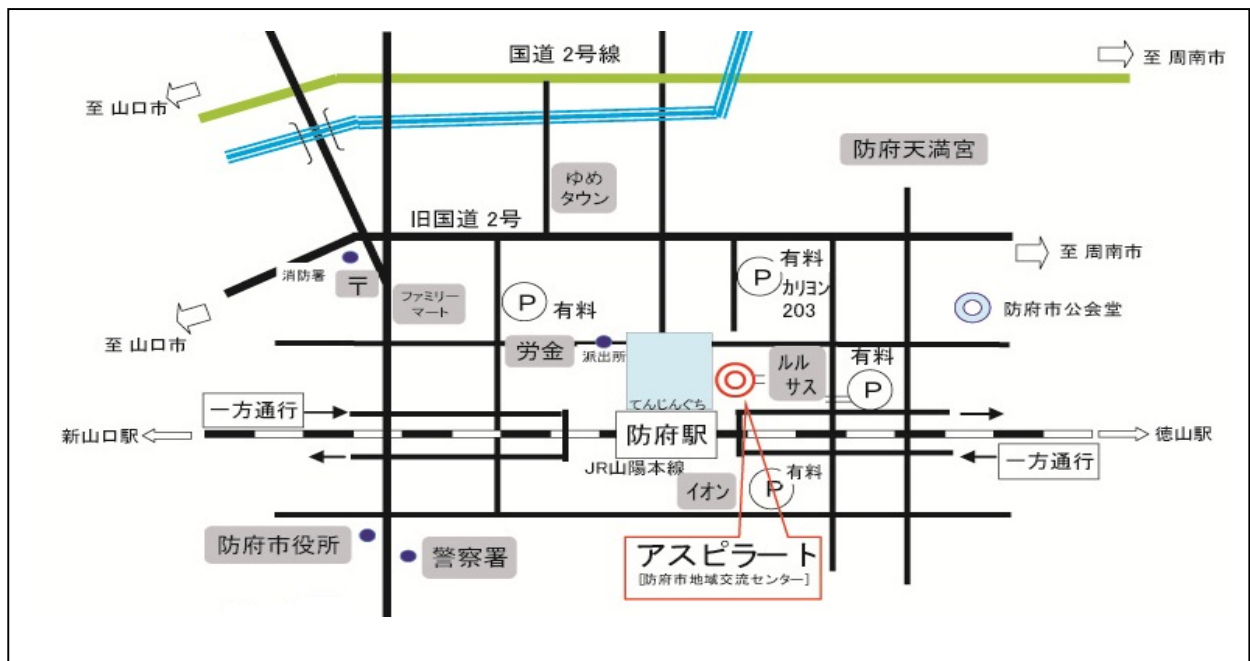 国道 2号線
至 周南市
至 山口市
防府天満宮
ゆめ
タウン
旧国道 2号
至 周南市
消防署
〒
ファミリー
マート
P
有料
P
有料
カリヨン
203
防府市公会堂
至 山口市
労金
派出所
ルル
サス
有料
P
てんじんぐち
一方通行
新山口駅
防府駅
徳山駅
JR山陽本線
イオン
P
有料
一方通行
防府市役所
警察署
アスピラート
[防府市地域交流センター]